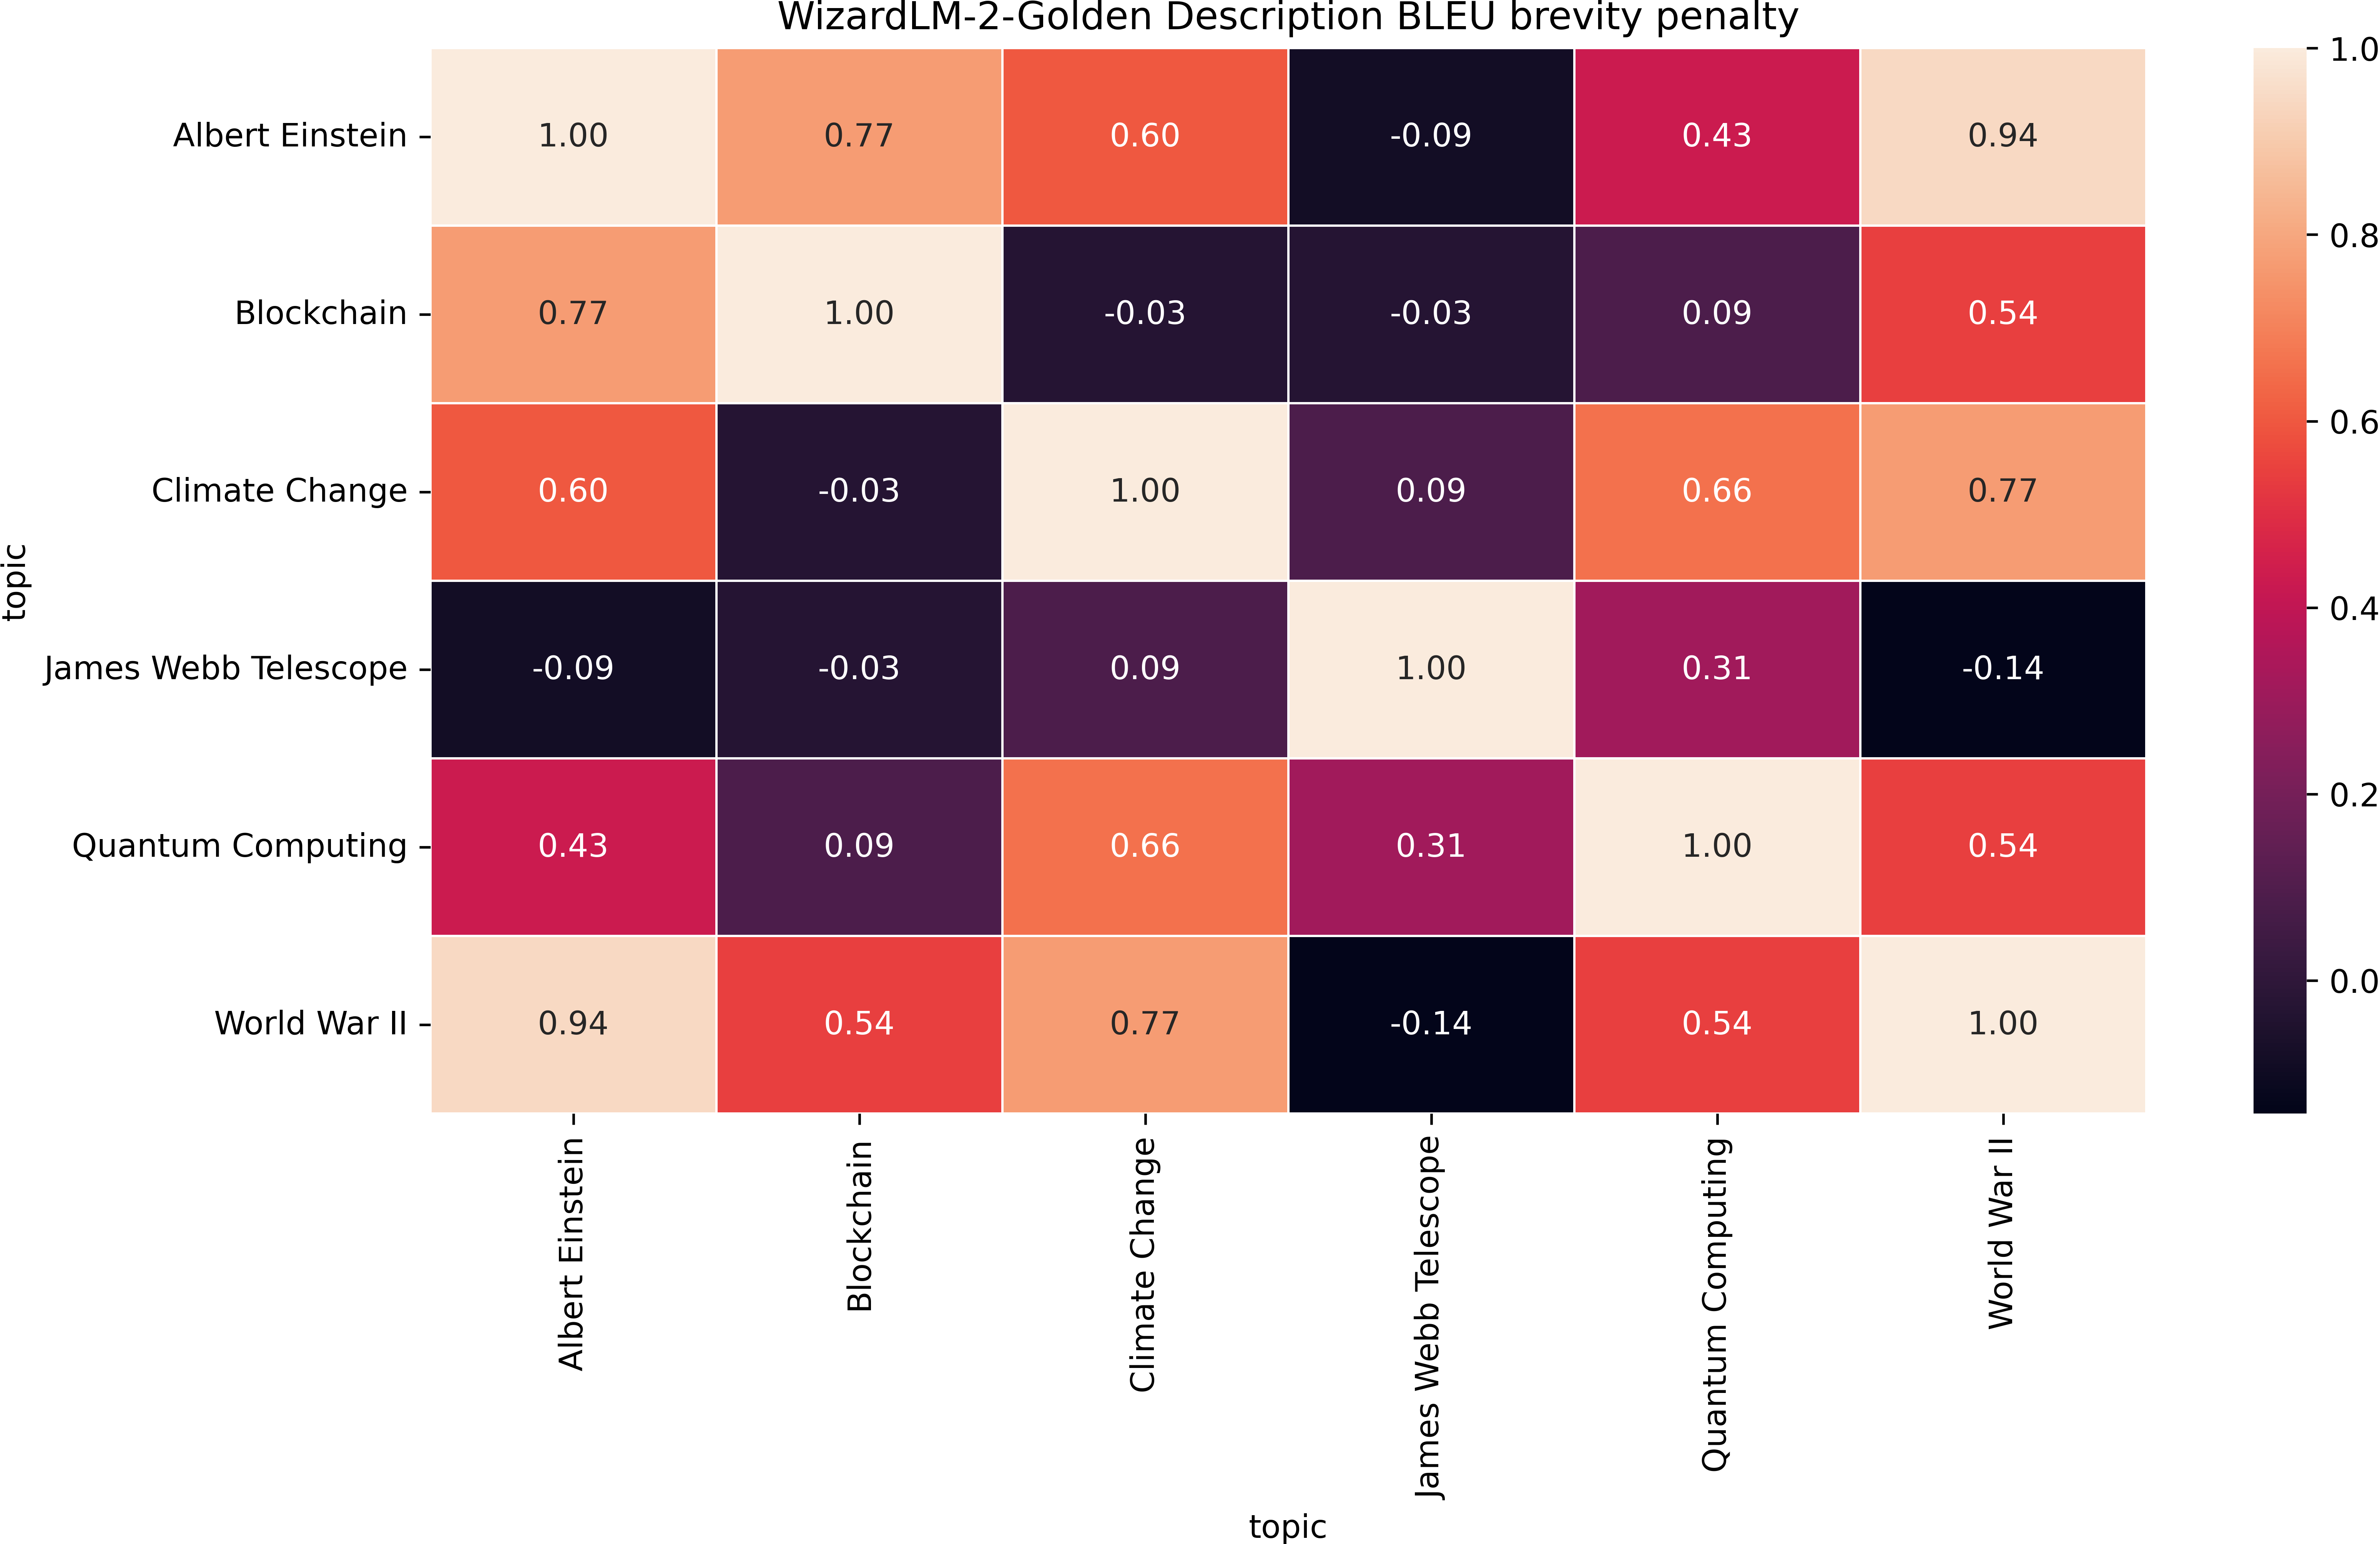 WizardLM-2-Golden Description BLEU brevity penalty
1.0
Albert Einstein 1.00 0.77 0.60 -0.09 0.43 0.94
0.8
Blockchain 0.77 1.00 -0.03 -0.03 0.09 0.54
0.6
Climate Change 0.60 -0.03 1.00 0.09 0.66 0.77
topic
0.4
James Webb Telescope -0.09 -0.03 0.09 1.00 0.31 -0.14
0.2
Quantum Computing 0.43 0.09 0.66 0.31 1.00 0.54
0.0
World War II 0.94 0.54 0.77 -0.14 0.54 1.00
Albert Einstein
Blockchain
Climate Change
James Webb Telescope
Quantum Computing
World War II
topic